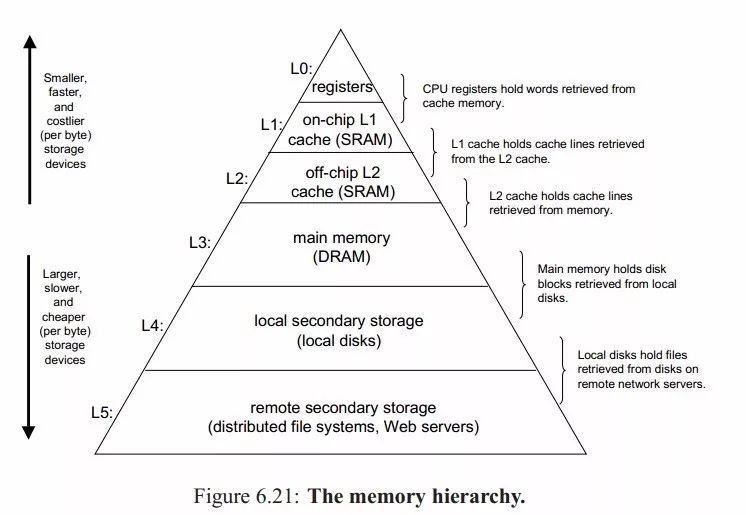 L0:
registers
L1:
on-chip L1
cache (SRAM)
L2:
off-chip L2
cache (SRAM)
L3:
main memory
(DRAM)
L4:
local secondary storage
(local disks)
L5:
remote secondary storage
(distributed file systems, Web servers)
Smaller,
faster,
and
costlier
(per byte)
storage
devices
Larger,
slower,
and
cheaper
(per byte)
storage
devices
CPU registers hold words retrieved from
cache memory.
L1 cache holds cache lines retrieved
from the L2 cache.
L2 cache holds cache lines
retrieved from memory.
Main memory holds disk
blocks retrieved from local
disks.
Local disks hold files
retrieved from disks on
remote network servers.
Figure 6.21: The memory hierarchy.